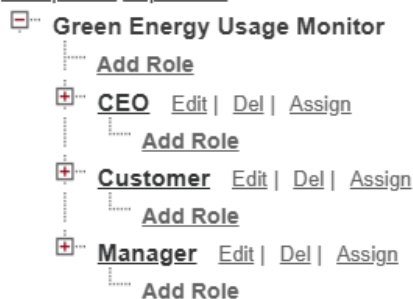 Green Energy Usage Monitor
Add Role
CEO Edit | Del | Assign
Add Role
Customer Edit | Del | Assign
Add Role
Manager Edit | Del | Assign
Add Role